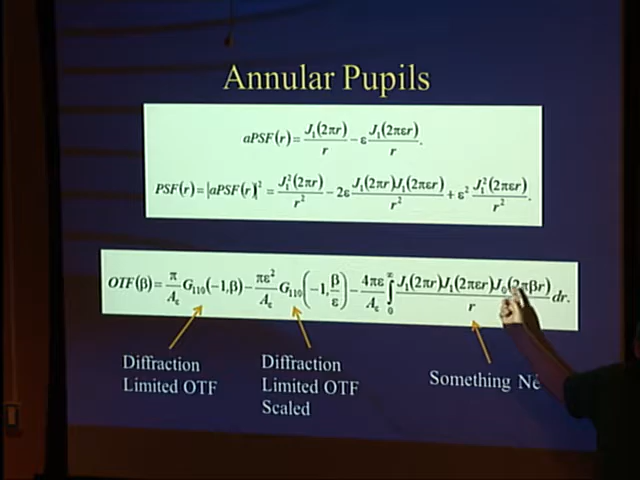 Annular Pupils
aPSF(r) = J₁(2πr)/r − ε J₁(2πεr)/r.
PSF(r) = |aPSF(r)|² = J₁²(2πr)/r² − 2ε J₁(2πr)J₁(2πεr)/r² + ε² J₁²(2πεr)/r².
OTF(β) = π/A_ε G₁₁₀(−1,β) − πε²/A_ε G₁₁₀(−1, β/ε) − 4πε/A_ε ∫₀^∞ J₁(2πr)J₁(2πεr)J₀(2πβr)/r dr.
Diffraction
Limited OTF
Diffraction
Limited OTF
Scaled
Something